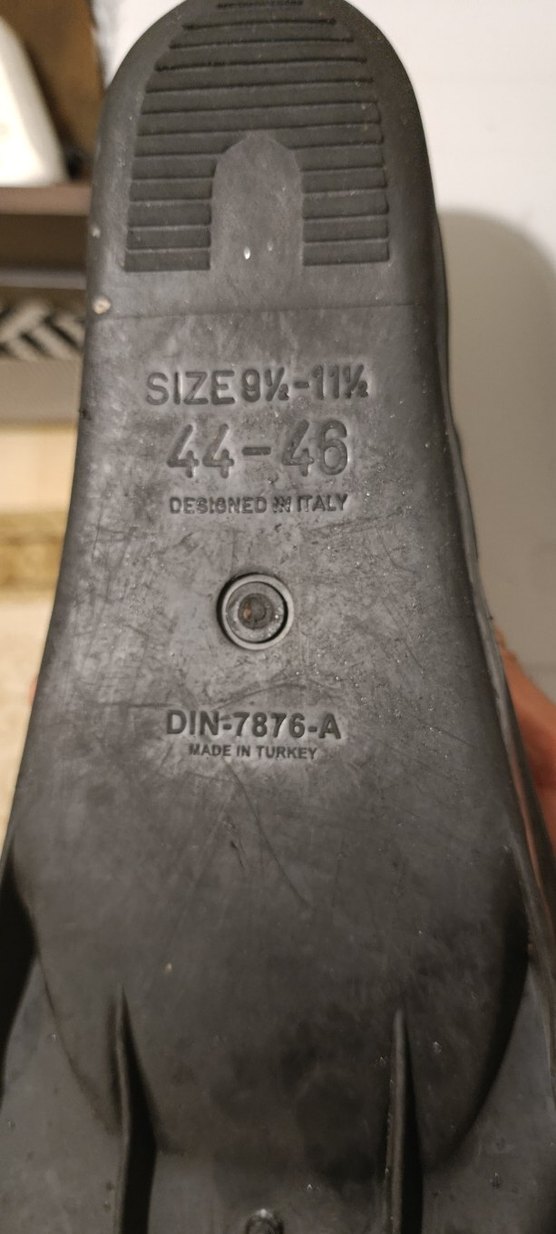 SIZE 9½-11½
44-46
DESIGNED IN ITALY
DIN-7876-A
MADE IN TURKEY